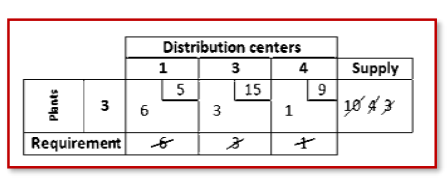 Distribution centers
1 3 4 Supply
Plants 3 6 5 3 15 1 9 10 4 3
Requirement 6 3 1